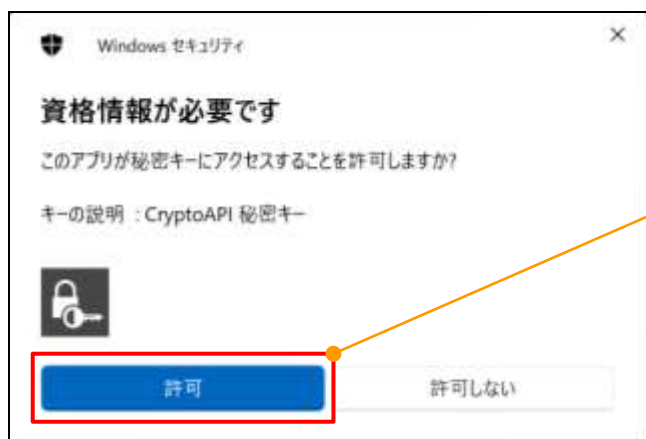 Windows セキュリティ
資格情報が必要です
このアプリが秘密キーにアクセスすることを許可しますか?
キーの説明 : CryptoAPI 秘密キー
許可
許可しない